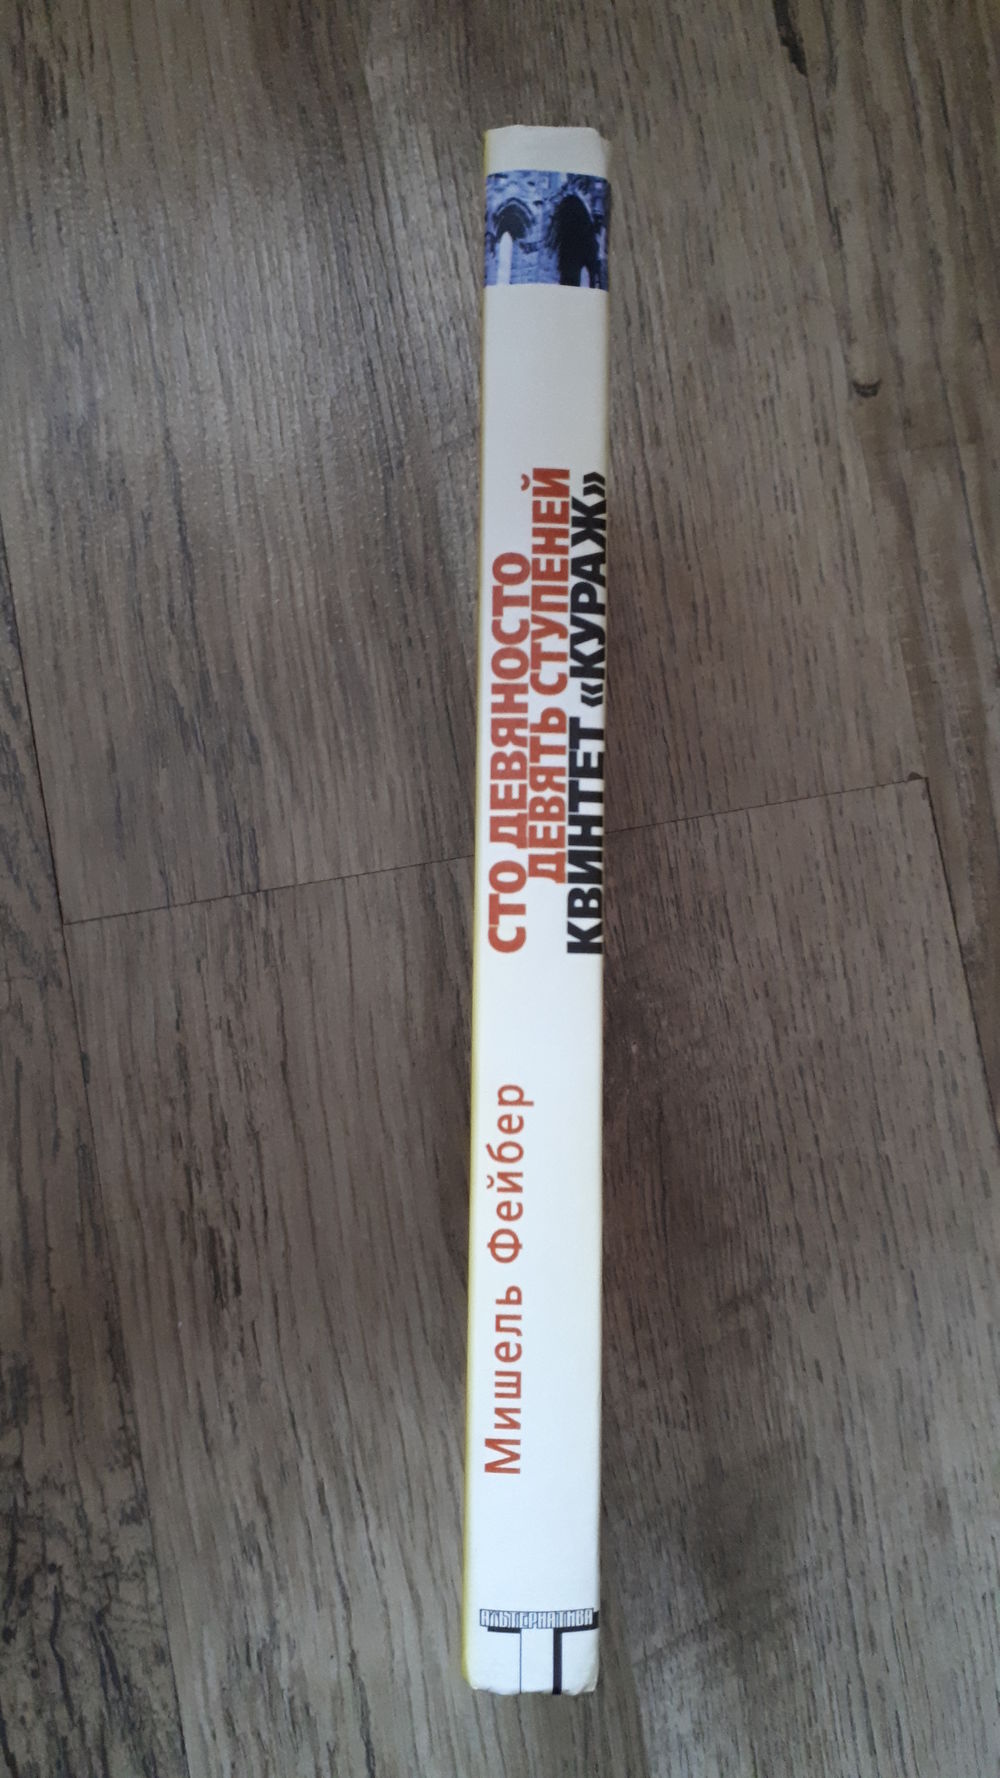 Мишель Фейбер
СТО ДЕВЯНОСТО
ДЕВЯТЬ СТУПЕНЕЙ
КВИНТЕТ «КУРАЖ»
АЛЬТЕРНАТИВА